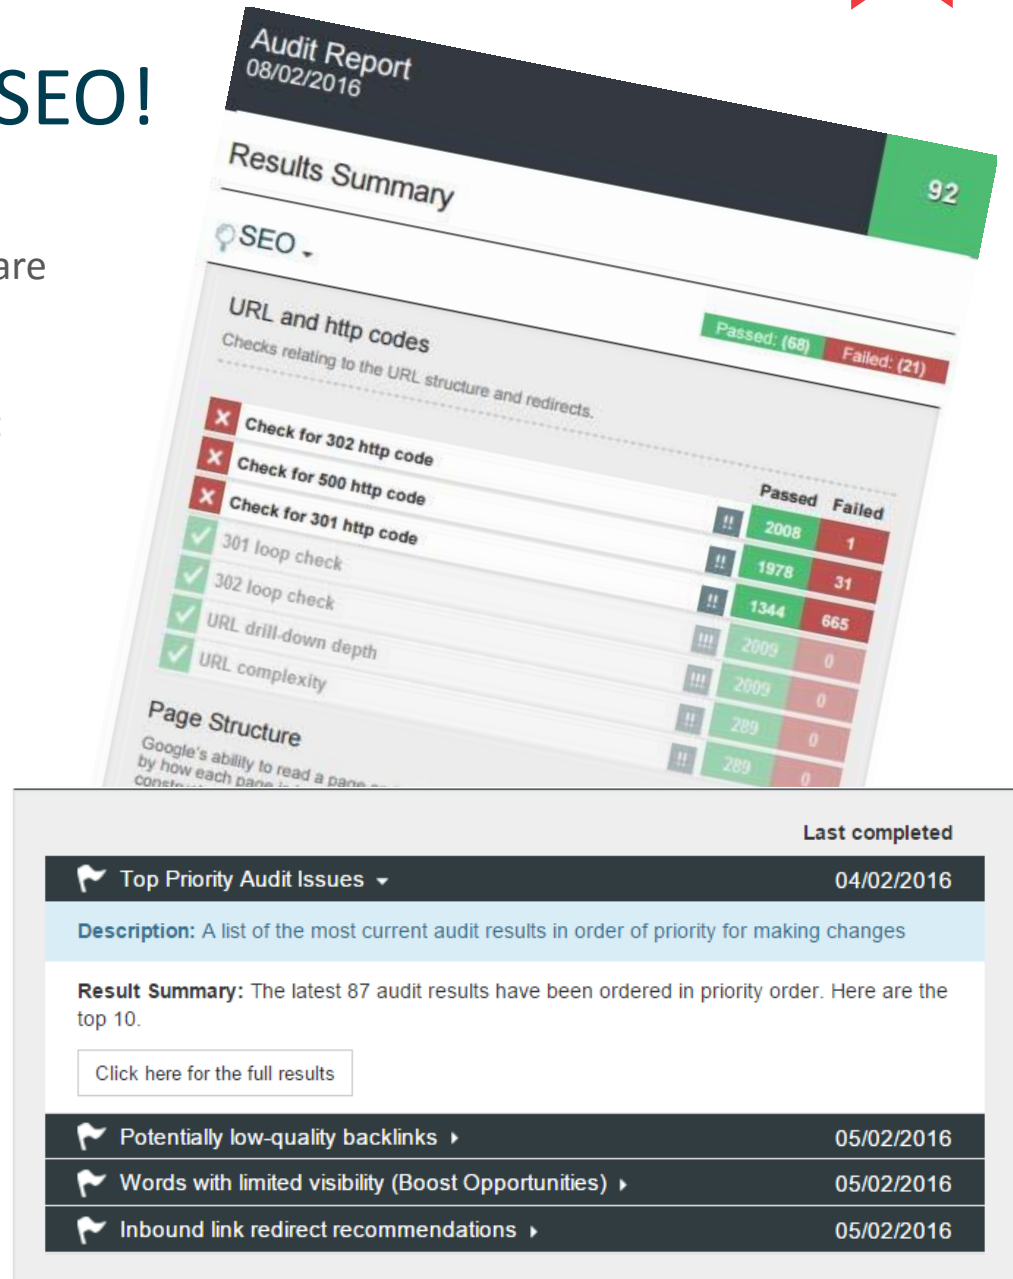 SEO!
are
Audit Report
08/02/2016
92
Results Summary
SEO
Passed: (68) Failed: (21)
URL and http codes
Checks relating to the URL structure and redirects.
Passed Failed
Check for 302 http code !! 2008 1
Check for 500 http code !! 1978 31
Check for 301 http code !! 1344 665
301 loop check !!! 2009 0
302 loop check !!! 2009 0
URL drill-down depth !! 289 0
URL complexity !! 289 0
Page Structure
Google's ability to read a page
by how each page
Last completed
Top Priority Audit Issues 04/02/2016
Description: A list of the most current audit results in order of priority for making changes
Result Summary: The latest 87 audit results have been ordered in priority order. Here are the
top 10.
Click here for the full results
Potentially low-quality backlinks 05/02/2016
Words with limited visibility (Boost Opportunities) 05/02/2016
Inbound link redirect recommendations 05/02/2016